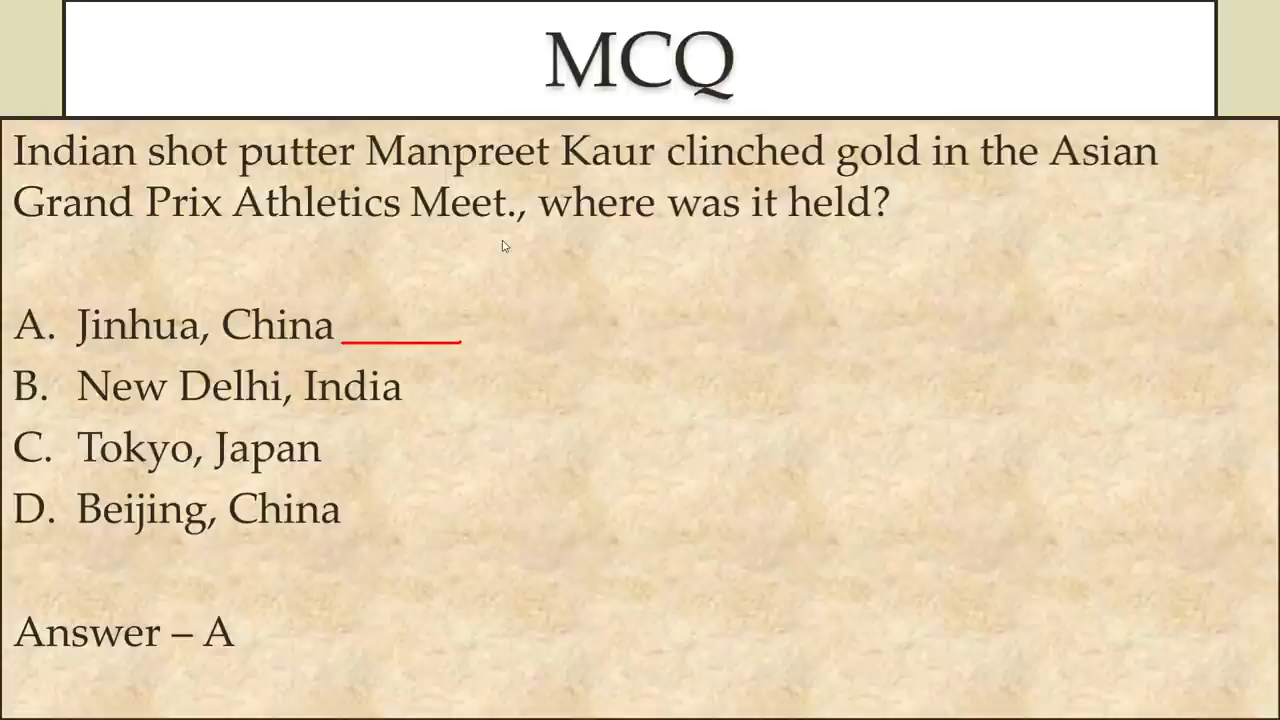 MCQ
Indian shot putter Manpreet Kaur clinched gold in the Asian
Grand Prix Athletics Meet., where was it held?
A. Jinhua, China
B. New Delhi, India
C. Tokyo, Japan
D. Beijing, China
Answer – A